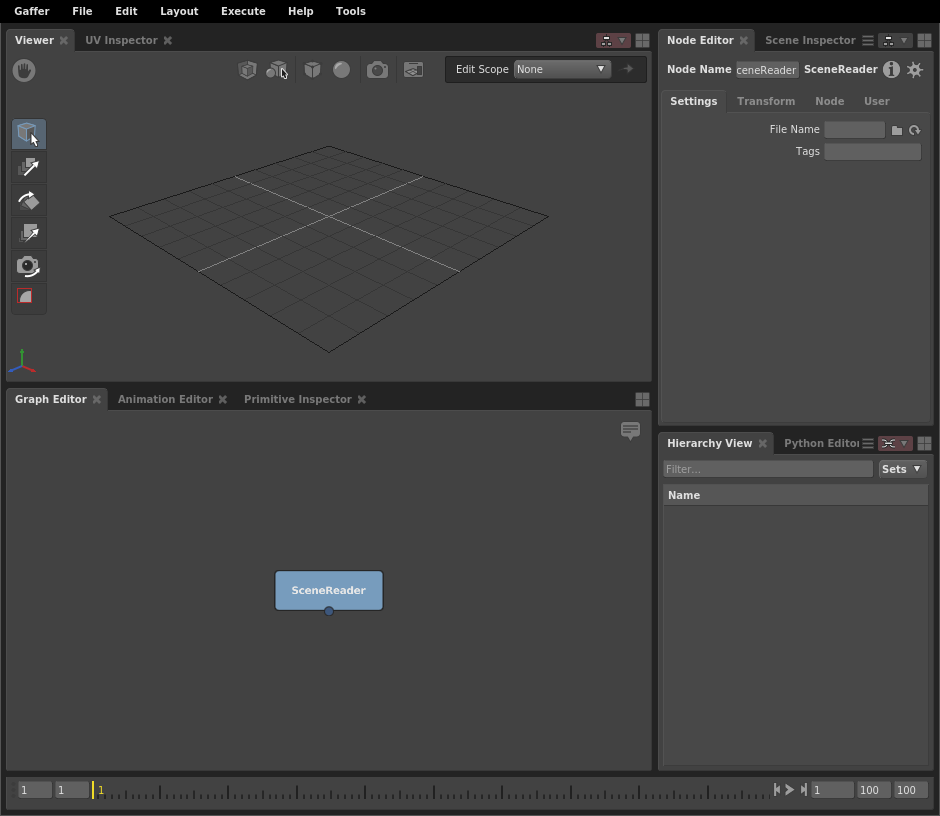 Gaffer File Edit Layout Execute Help Tools
Viewer UV Inspector
Edit Scope None
Node Editor Scene Inspector
Node Name ceneReader SceneReader
Settings Transform Node User
File Name
Tags
Graph Editor Animation Editor Primitive Inspector
SceneReader
Hierarchy View Python Editor
Filter... Sets
Name
1 1 1 1 100 100